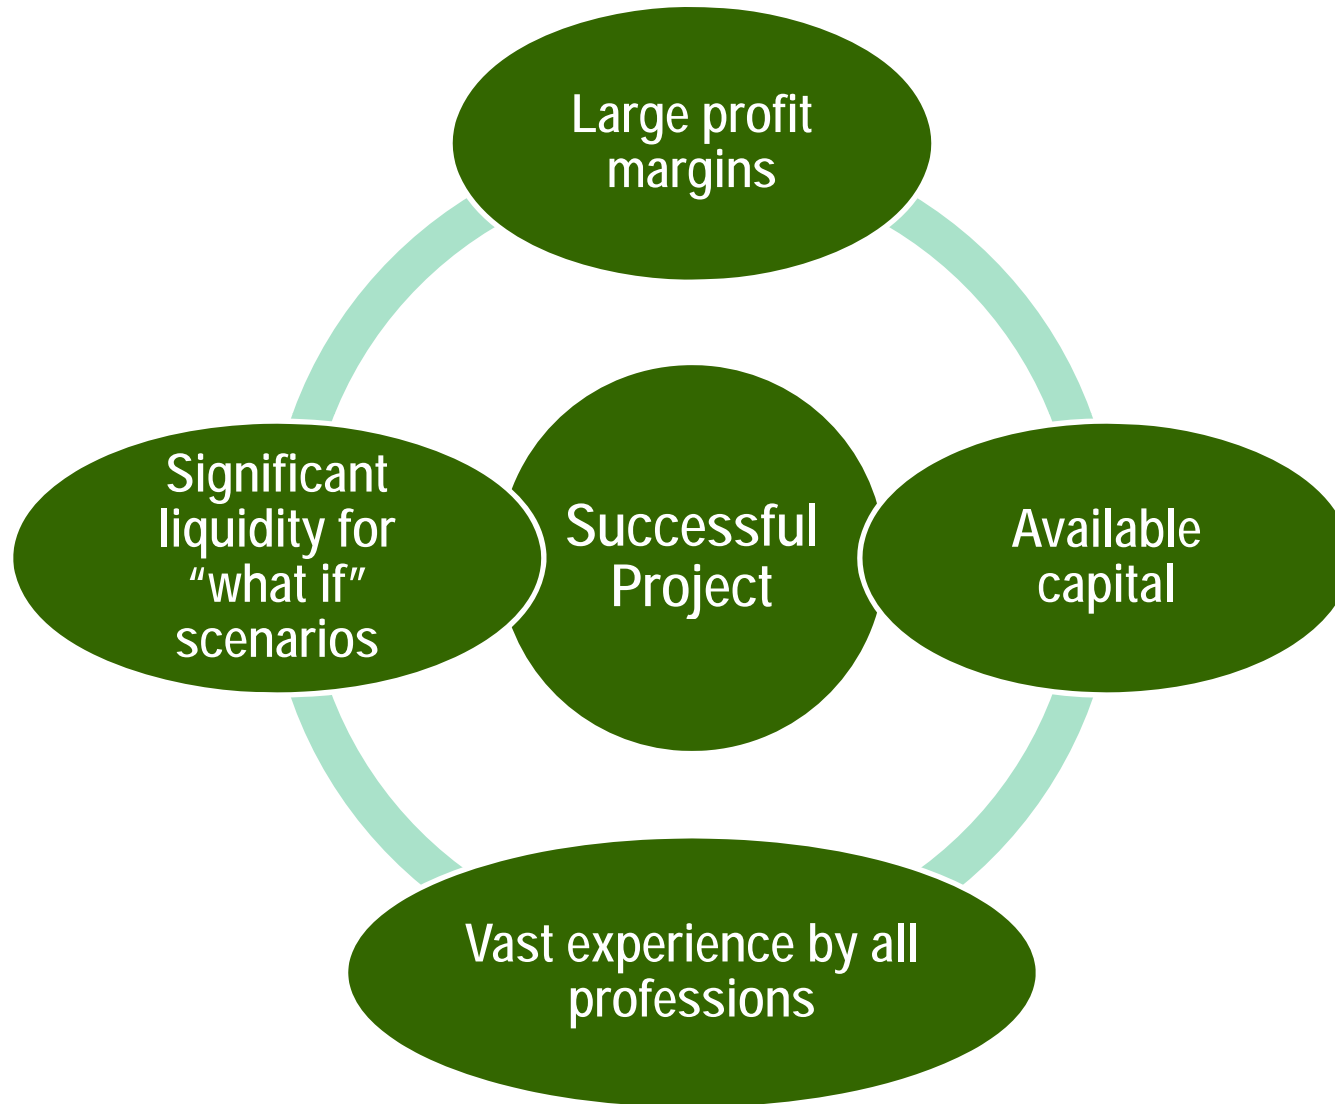 Large profit
margins
Significant
liquidity for
“what if”
scenarios
Successful
Project
Available
capital
Vast experience by all
professions